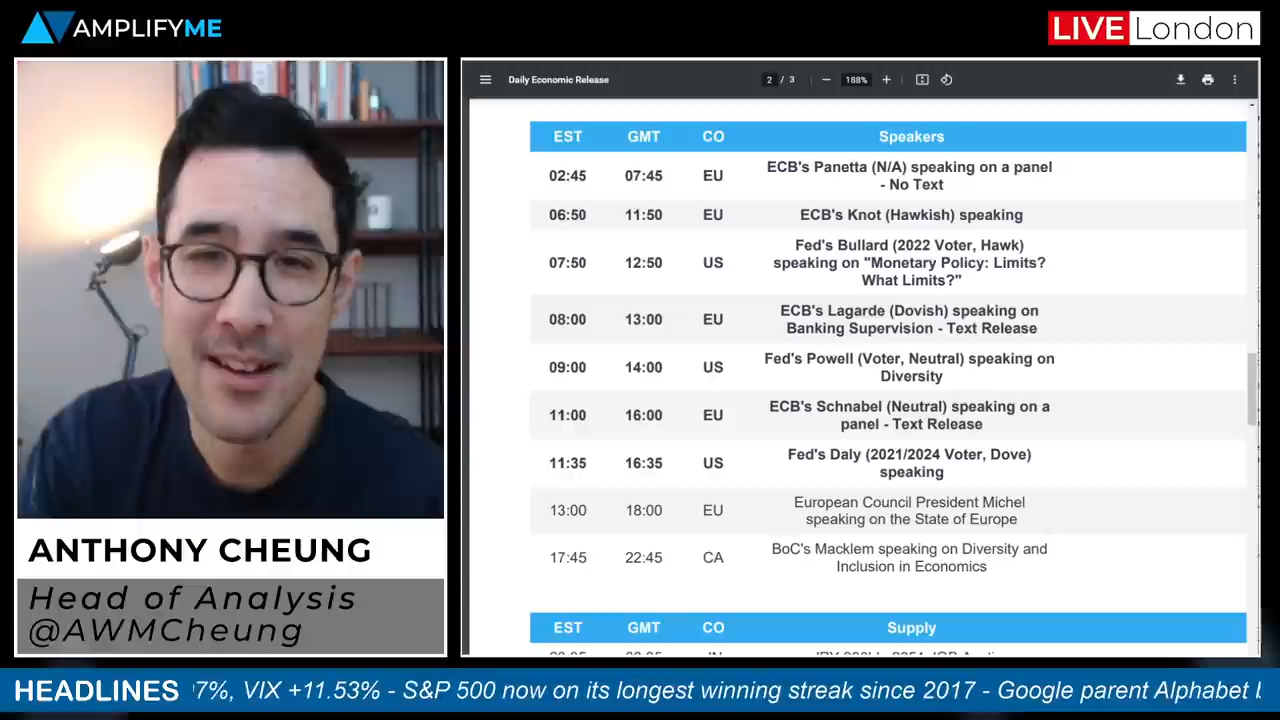 AMPLIFYME
LIVE London
Daily Economic Release
2 / 3
188%
EST GMT CO Speakers
02:45 07:45 EU ECB's Panetta (N/A) speaking on a panel
- No Text
06:50 11:50 EU ECB's Knot (Hawkish) speaking
07:50 12:50 US Fed's Bullard (2022 Voter, Hawk)
speaking on "Monetary Policy: Limits?
What Limits?"
08:00 13:00 EU ECB's Lagarde (Dovish) speaking on
Banking Supervision - Text Release
09:00 14:00 US Fed's Powell (Voter, Neutral) speaking on
Diversity
11:00 16:00 EU ECB's Schnabel (Neutral) speaking on a
panel - Text Release
11:35 16:35 US Fed's Daly (2021/2024 Voter, Dove)
speaking
13:00 18:00 EU European Council President Michel
speaking on the State of Europe
17:45 22:45 CA BoC's Macklem speaking on Diversity and
Inclusion in Economics
EST GMT CO Supply
ANTHONY CHEUNG
Head of Analysis
@AWMCheung
HEADLINES 7%, VIX +11.53% - S&P 500 now on its longest winning streak since 2017 - Google parent Alphabet